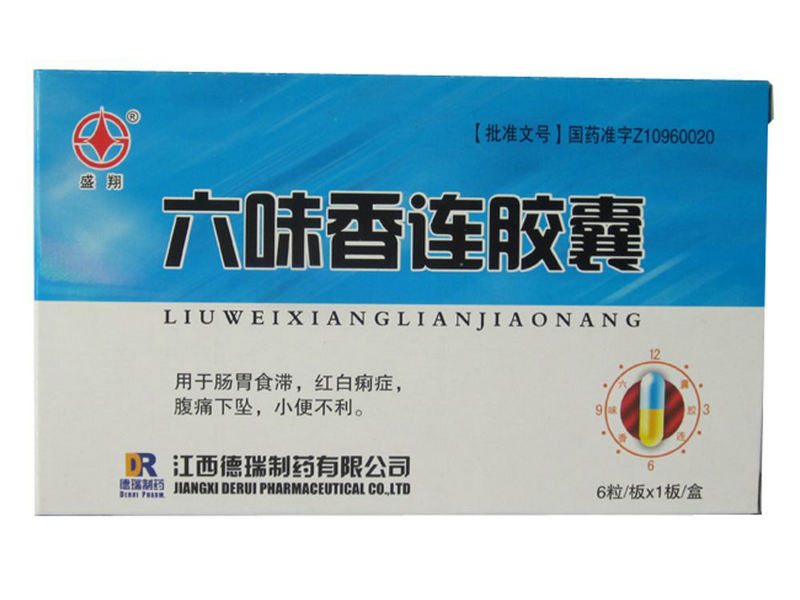 ®
盛翔
【批准文号】国药准字Z10960020
六味香连胶囊
LIUWEIXIANGLIANJIAONANG
用于肠胃食滞，红白痢症，
腹痛下坠，小便不利。
12
3
6
9
六味香连胶囊
DR
德瑞制药
DERUI PHARM.
江西德瑞制药有限公司
JIANGXI DERUI PHARMACEUTICAL CO.,LTD
6粒/板x1板/盒